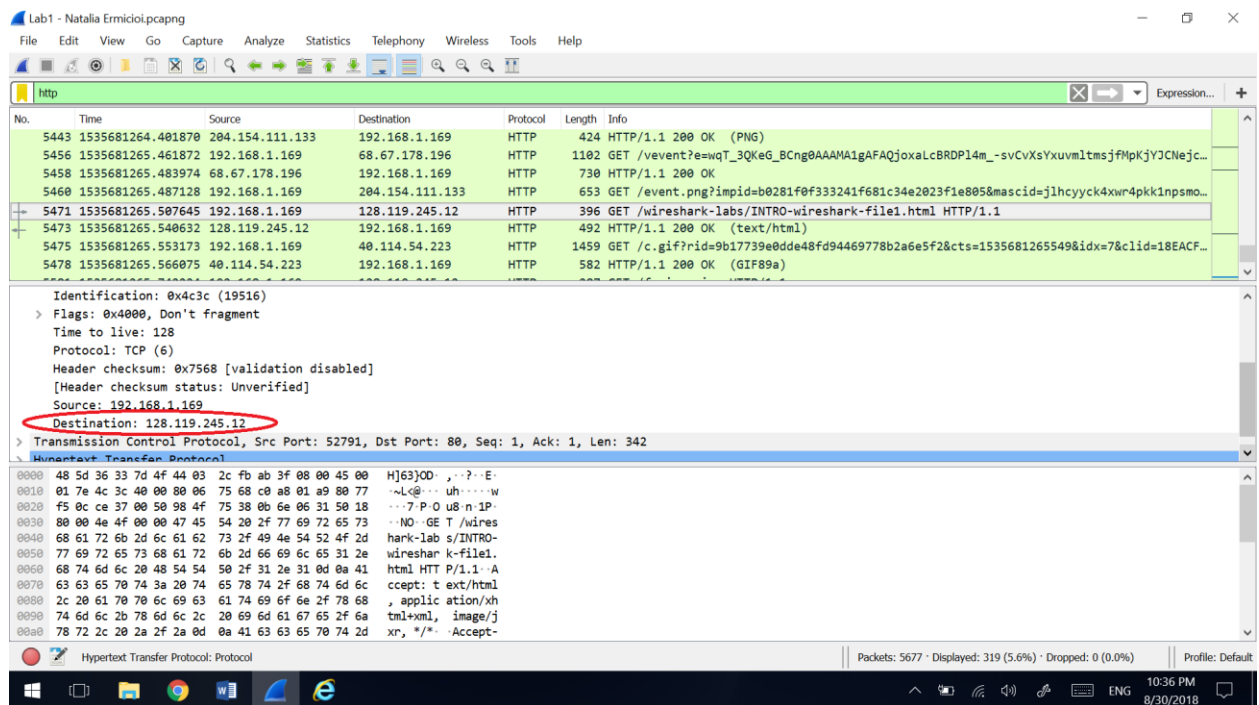 Lab1 - Natalia Ermicioi.pcapng
File Edit View Go Capture Analyze Statistics Telephony Wireless Tools Help
http Expression... +
No. Time Source Destination Protocol Length Info
5443 1535681264.401870 204.154.111.133 192.168.1.169 HTTP 424 HTTP/1.1 200 OK (PNG)
5456 1535681265.461872 192.168.1.169 68.67.178.196 HTTP 1102 GET /vevent?e=wqT_3QKeG_BCng0AAAMA1gAFAQjoxaLcBRDPl4m_-svCvXsYxuvmltmsjfMpKjYJCNejc...
5458 1535681265.483974 68.67.178.196 192.168.1.169 HTTP 730 HTTP/1.1 200 OK
5460 1535681265.487128 192.168.1.169 204.154.111.133 HTTP 653 GET /event.png?impid=b0281f0f333241f681c34e2023f1e805&mascid=jlhcyyck4xwr4pkk1npsmo...
5471 1535681265.507645 192.168.1.169 128.119.245.12 HTTP 396 GET /wireshark-labs/INTRO-wireshark-file1.html HTTP/1.1
5473 1535681265.540632 128.119.245.12 192.168.1.169 HTTP 492 HTTP/1.1 200 OK (text/html)
5475 1535681265.553173 192.168.1.169 40.114.54.223 HTTP 1459 GET /c.gif?rid=9b17739e0dde48fd94469778b2a6e5f2&cts=1535681265549&idx=7&clid=18EACF...
5478 1535681265.566075 40.114.54.223 192.168.1.169 HTTP 582 HTTP/1.1 200 OK (GIF89a)
Identification: 0x4c3c (19516)
> Flags: 0x4000, Don't fragment
Time to live: 128
Protocol: TCP (6)
Header checksum: 0x7568 [validation disabled]
[Header checksum status: Unverified]
Source: 192.168.1.169
Destination: 128.119.245.12
> Transmission Control Protocol, Src Port: 52791, Dst Port: 80, Seq: 1, Ack: 1, Len: 342
> Hypertext Transfer Protocol
0000 48 5d 36 33 7d 4f 44 03 2c fb ab 3f 08 00 45 00 H]63}OD· ,··?··E·
0010 01 7e 4c 3c 40 00 80 06 75 68 c0 a8 01 a9 80 77 ·~L<@··· uh·····w
0020 f5 0c ce 37 00 50 98 4f 75 38 0b 6e 06 31 50 18 ···7·P·O u8·n·1P·
0030 80 00 4e 4f 00 00 47 45 54 20 2f 77 69 72 65 73 ··NO··GE T /wires
0040 68 61 72 6b 2d 6c 61 62 73 2f 49 4e 54 52 4f 2d hark-lab s/INTRO-
0050 77 69 72 65 73 68 61 72 6b 2d 66 69 6c 65 31 2e wireshar k-file1.
0060 68 74 6d 6c 20 48 54 54 50 2f 31 2e 31 0d 0a 41 html HTT P/1.1··A
0070 63 63 65 70 74 3a 20 74 65 78 74 2f 68 74 6d 6c ccept: t ext/html
0080 2c 20 61 70 70 6c 69 63 61 74 69 6f 6e 2f 78 68 , applic ation/xh
0090 74 6d 6c 2b 78 6d 6c 2c 20 69 6d 61 67 65 2f 6a tml+xml, image/j
00a0 78 72 2c 20 2a 2f 2a 0d 0a 41 63 63 65 70 74 2d xr, */*· ·Accept-
Hypertext Transfer Protocol: Protocol Packets: 5677 · Displayed: 319 (5.6%) · Dropped: 0 (0.0%) Profile: Default
ENG 10:36 PM
8/30/2018